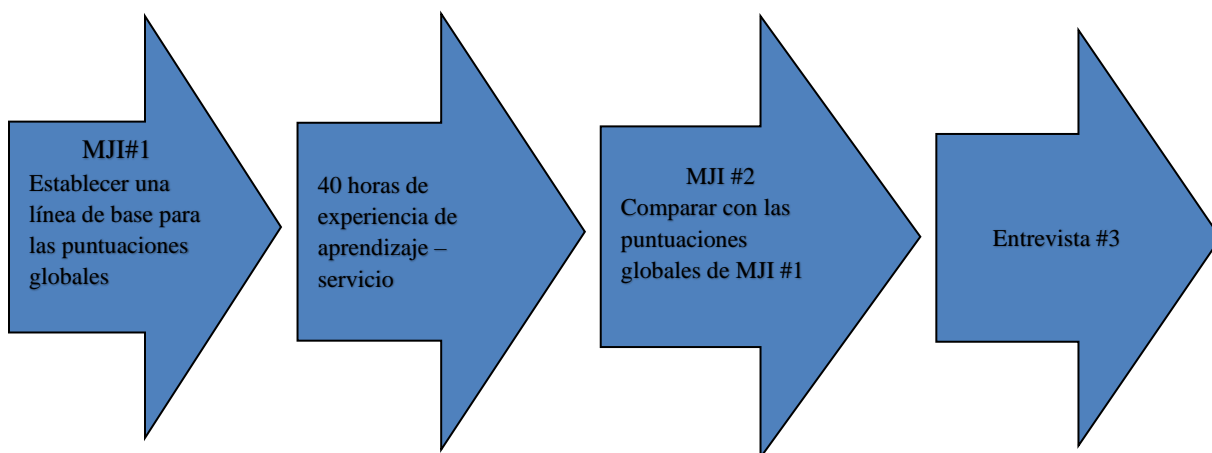 MJI#1
Establecer una
línea de base para
las puntuaciones
globales
40 horas de
experiencia de
aprendizaje –
servicio
MJI #2
Comparar con las
puntuaciones
globales de MJI #1
Entrevista #3